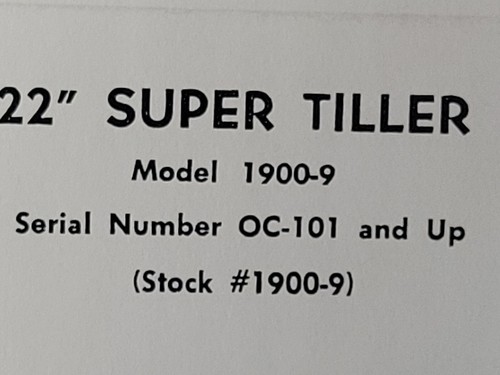 22" SUPER TILLER
Model 1900-9
Serial Number OC-101 and Up
(Stock #1900-9)